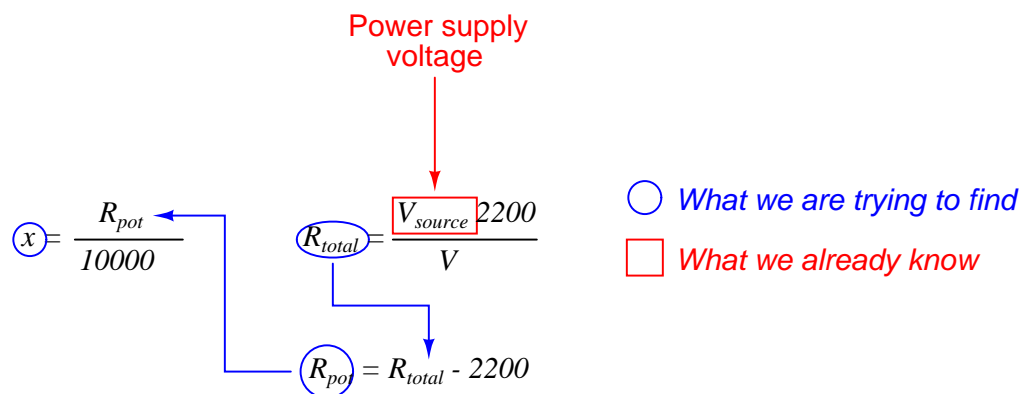 Power supply
voltage
x = R_pot / 10000
R_total = V_source 2200 / V
What we are trying to find
What we already know
R_pot = R_total - 2200